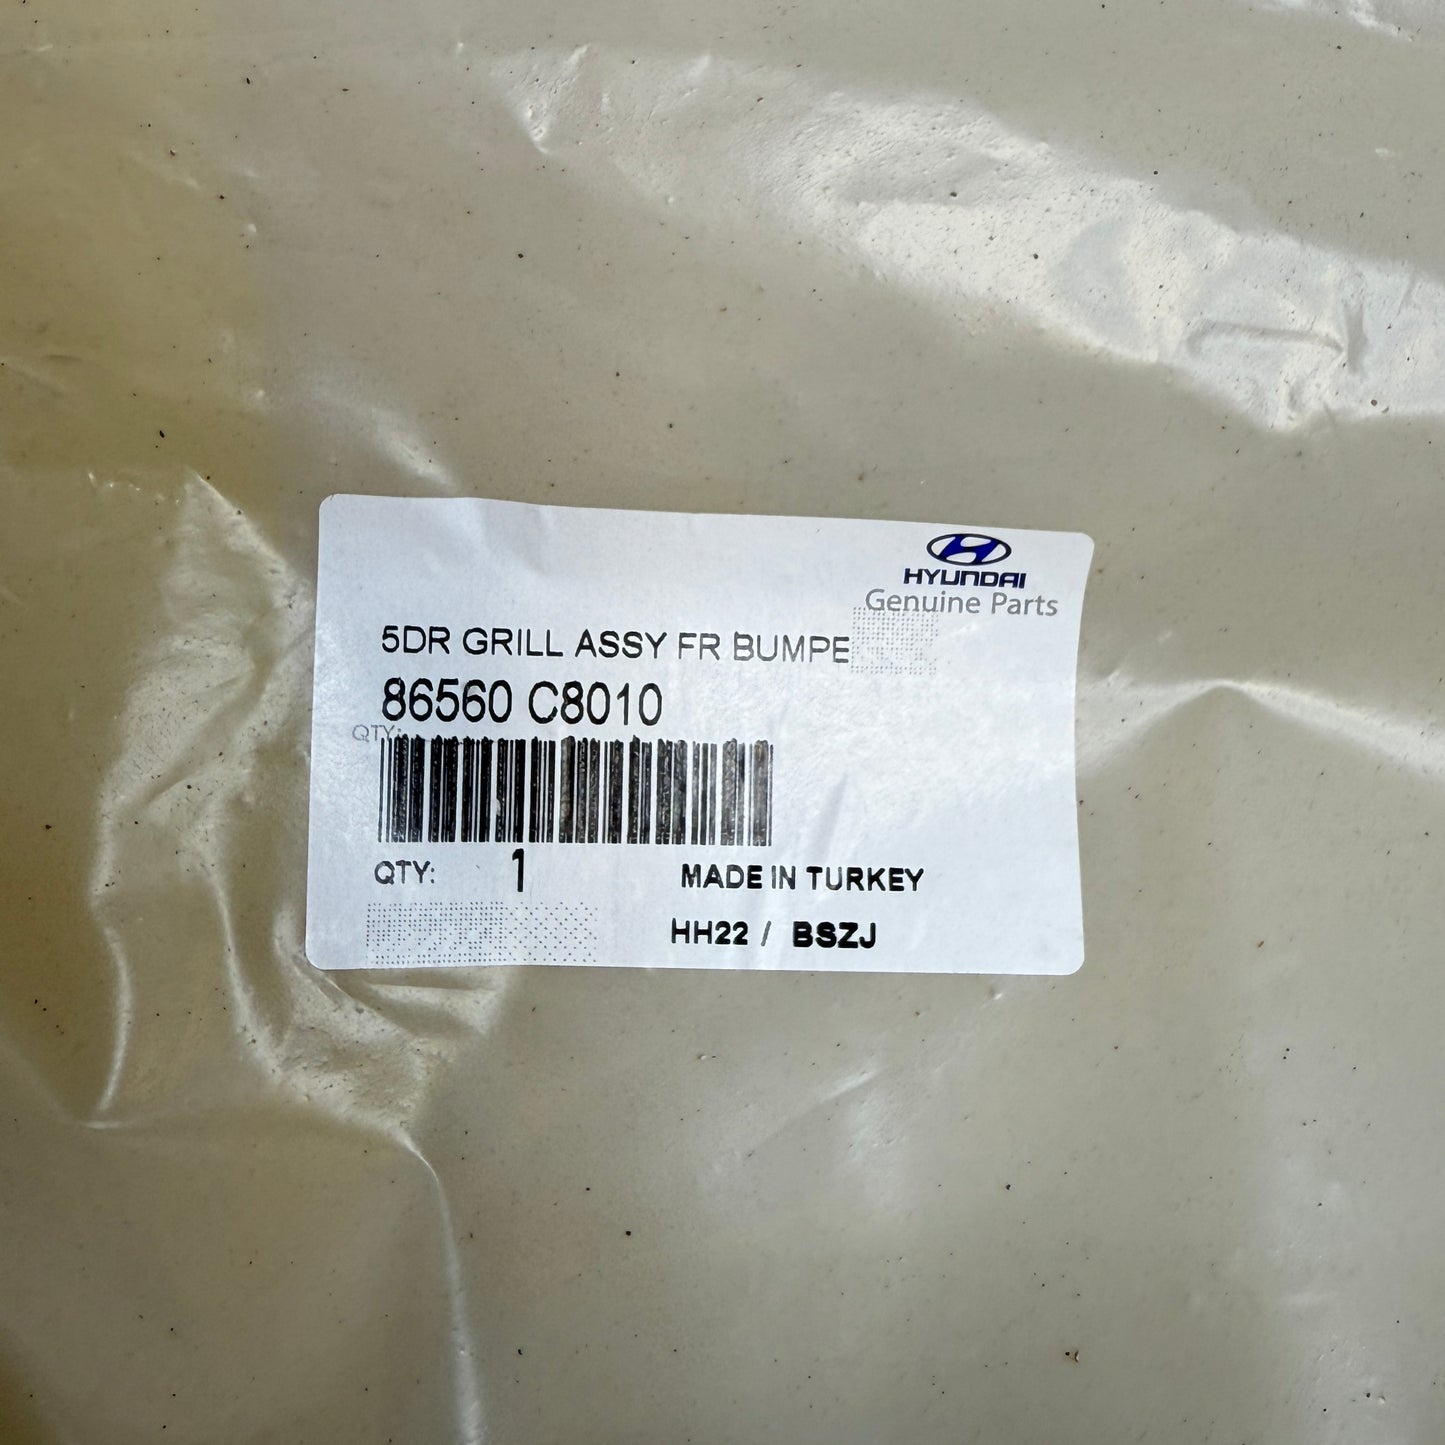 HYUNDAI
Genuine Parts
5DR GRILL ASSY FR BUMPE
86560 C8010
QTY:
QTY: 1 MADE IN TURKEY
HH22 / BSZJ